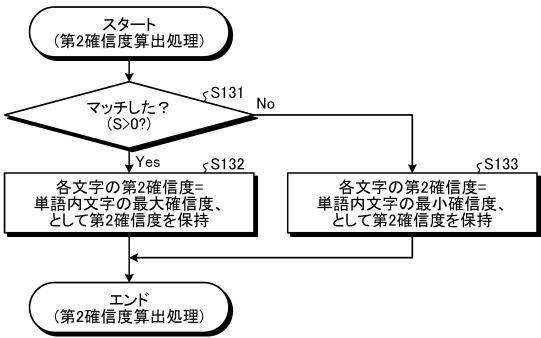 スタート
(第2確信度算出処理)
S131
マッチした?
(S>0?)
No
Yes
S132
各文字の第2確信度=
単語内文字の最大確信度、
として第2確信度を保持
S133
各文字の第2確信度=
単語内文字の最小確信度、
として第2確信度を保持
エンド
(第2確信度算出処理)